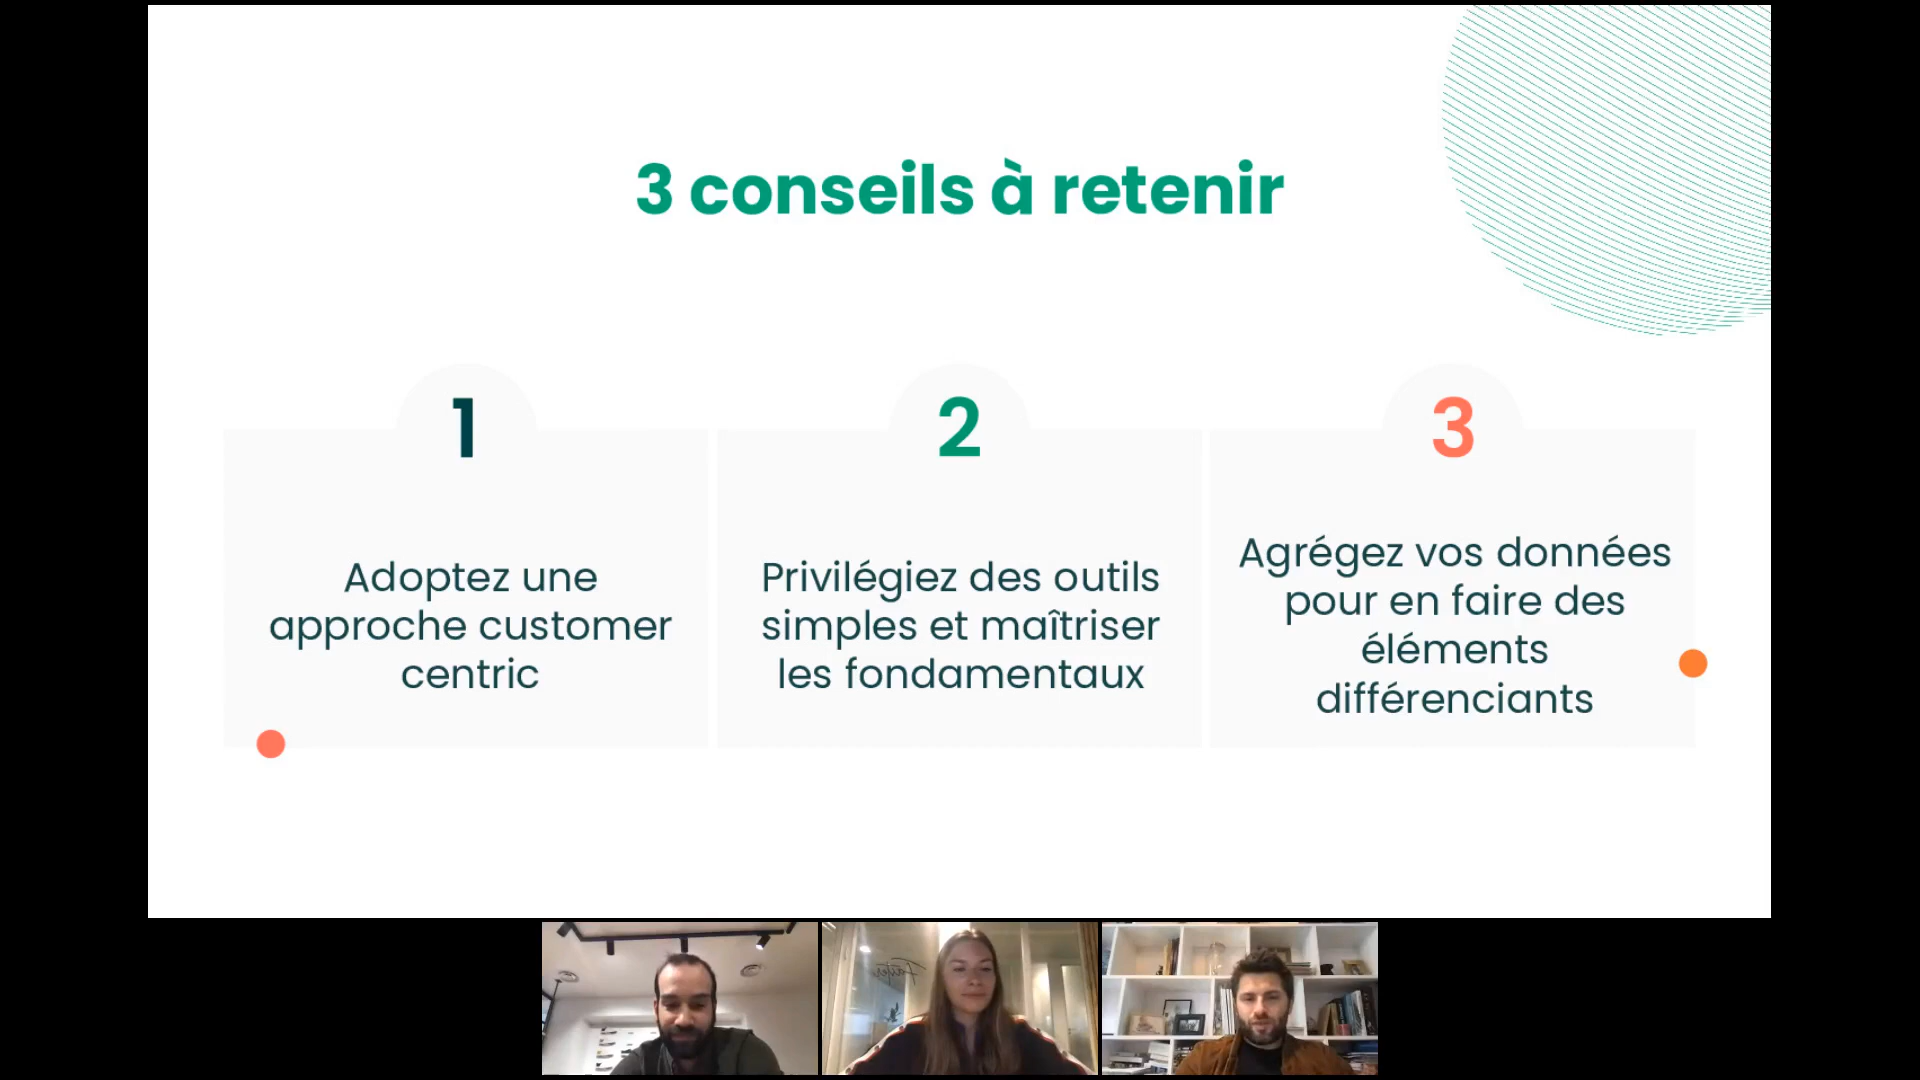 3 conseils à retenir
1
Adoptez une
approche customer
centric
2
Privilégiez des outils
simples et maîtriser
les fondamentaux
3
Agrégez vos données
pour en faire des
éléments
différenciants